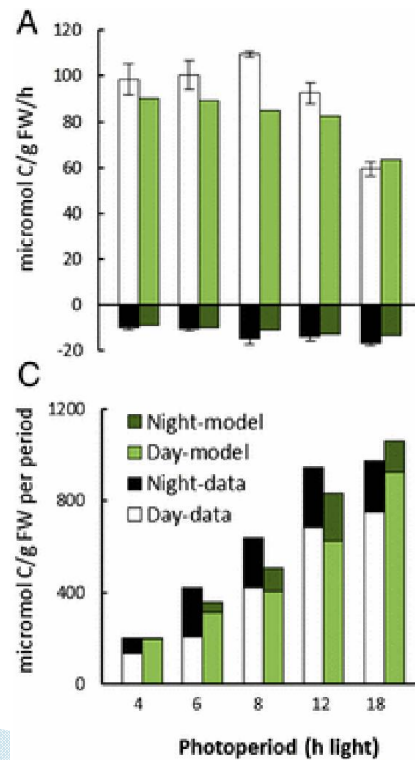 A
micromol C/g FW/h
120
100
80
60
40
20
0
-20
C
micromol C/g FW per period
1200
800
400
0
Night-model
Day-model
Night-data
Day-data
4 6 8 12 18
Photoperiod (h light)